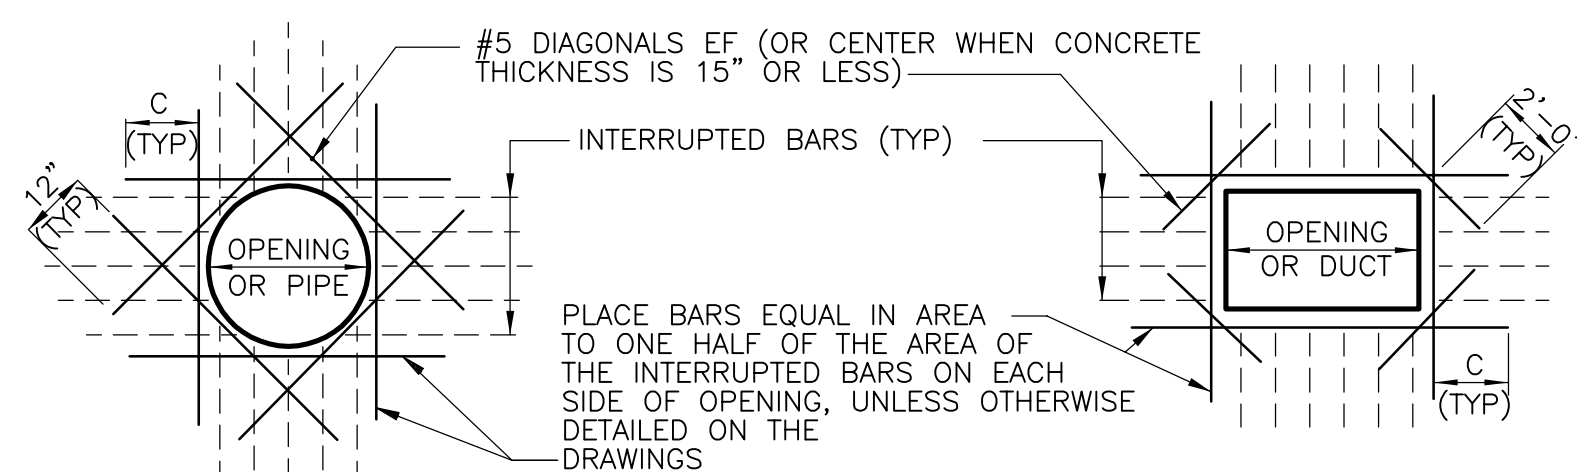 #5 DIAGONALS EF (OR CENTER WHEN CONCRETE
THICKNESS IS 15" OR LESS)
C
(TYP)
12"
(TYP)
INTERRUPTED BARS (TYP)
2'-0
(TYP)
OPENING
OR PIPE
OPENING
OR DUCT
PLACE BARS EQUAL IN AREA
TO ONE HALF OF THE AREA OF
THE INTERRUPTED BARS ON EACH
SIDE OF OPENING, UNLESS OTHERWISE
DETAILED ON THE
DRAWINGS
C
(TYP)